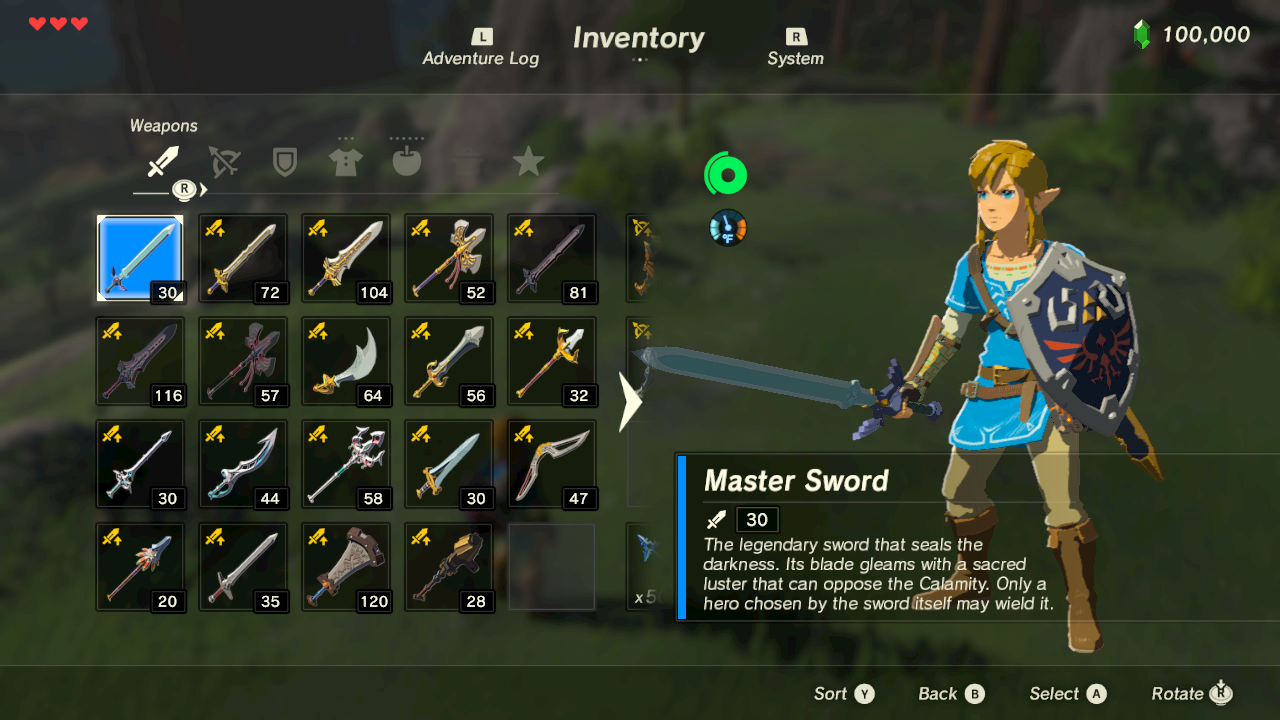 L
Inventory
R
100,000
Adventure Log
System
Weapons
R
°F
30
72
104
52
81
116
57
64
56
32
30
44
58
30
47
20
35
120
28
x5
Master Sword
30
The legendary sword that seals the
darkness. Its blade gleams with a sacred
luster that can oppose the Calamity. Only a
hero chosen by the sword itself may wield it.
Sort Y
Back B
Select A
Rotate R